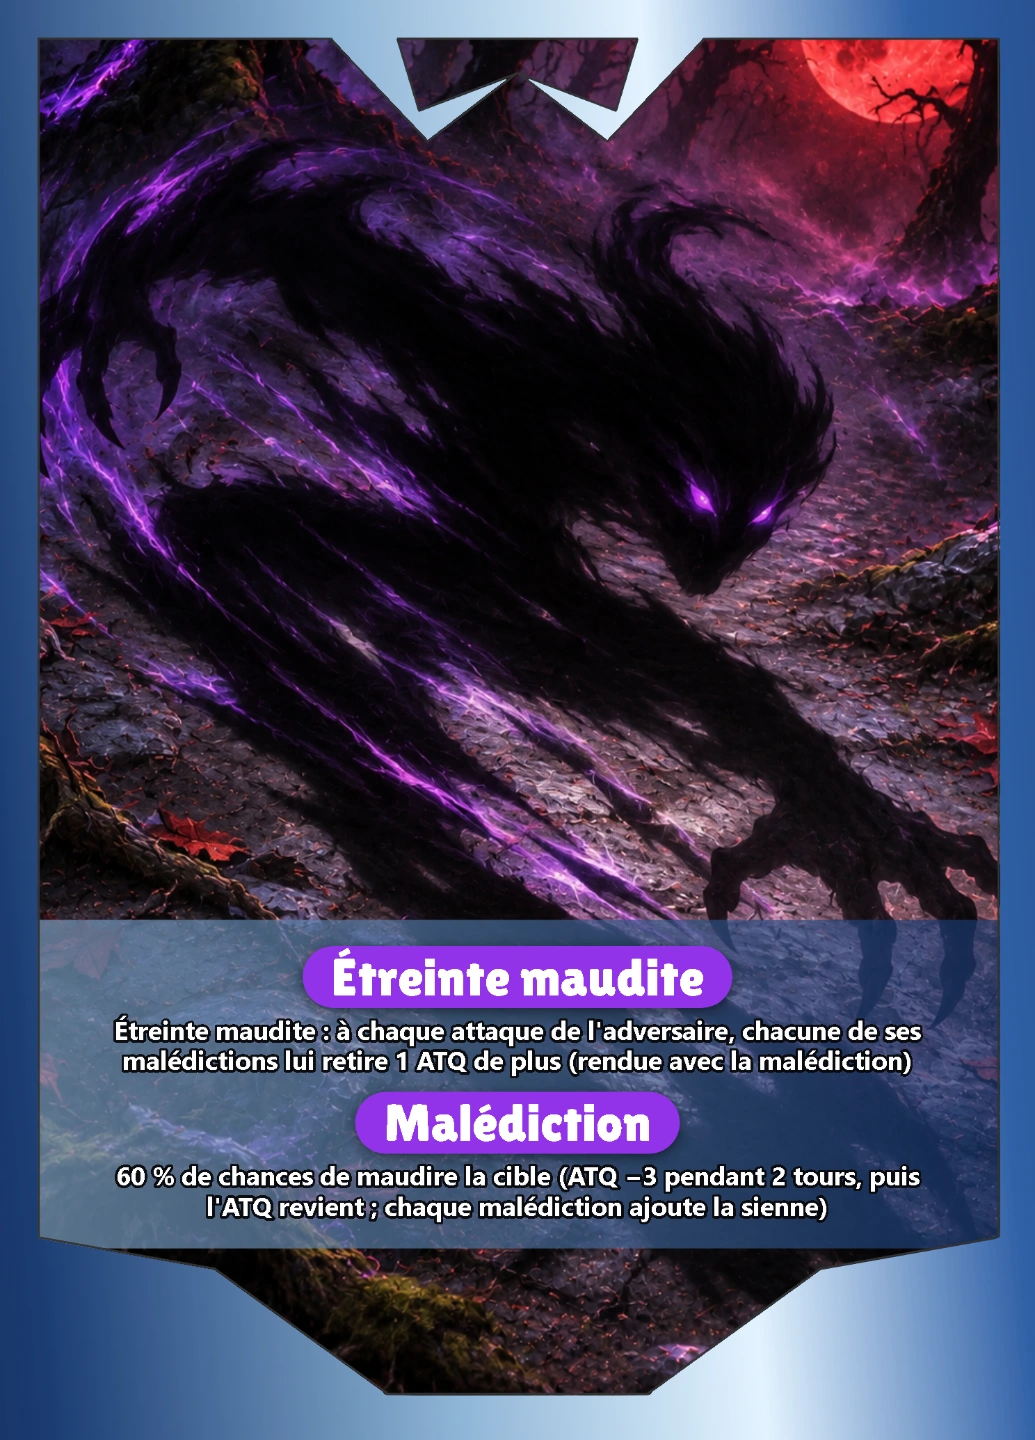 Étreinte maudite
Étreinte maudite : à chaque attaque de l'adversaire, chacune de ses
malédictions lui retire 1 ATQ de plus (rendue avec la malédiction)
Malédiction
60 % de chances de maudire la cible (ATQ −3 pendant 2 tours, puis
l'ATQ revient ; chaque malédiction ajoute la sienne)